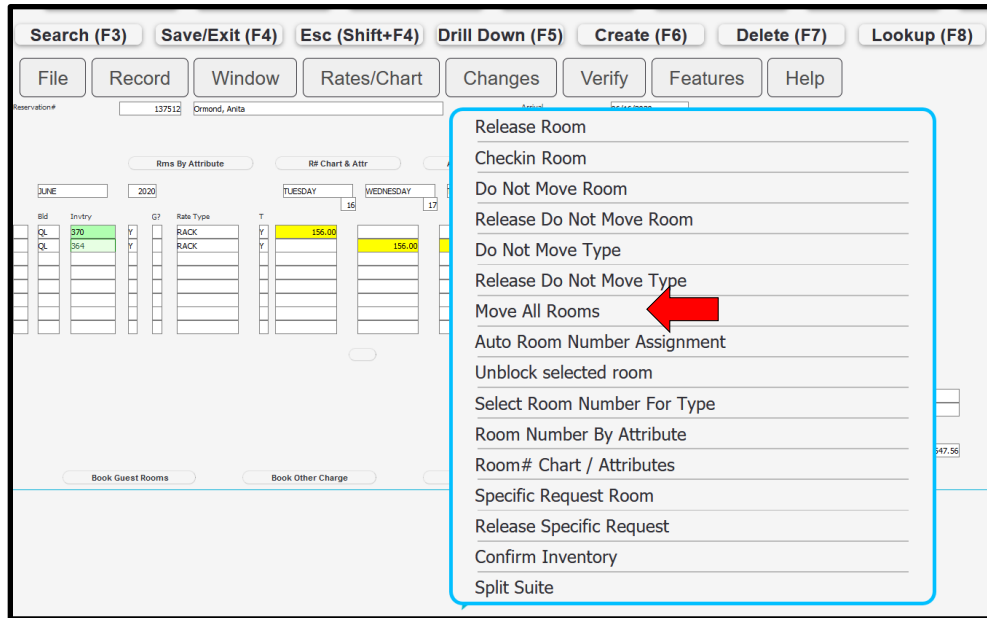 Search (F3) Save/Exit (F4) Esc (Shift+F4) Drill Down (F5) Create (F6) Delete (F7) Lookup (F8)
File Record Window Rates/Chart Changes Verify Features Help
Reservation# 137512 Ormond, Anita
Rms By Attribute R# Chart & Attr
JUNE 2020 TUESDAY WEDNESDAY
16 17
Bld Invtry G? Rate Type T
QL 370 Y RACK Y 156.00
QL 364 Y RACK Y 156.00
Release Room
Checkin Room
Do Not Move Room
Release Do Not Move Room
Do Not Move Type
Release Do Not Move Type
Move All Rooms
Auto Room Number Assignment
Unblock selected room
Select Room Number For Type
Room Number By Attribute
Room# Chart / Attributes
Specific Request Room
Release Specific Request
Confirm Inventory
Split Suite
547.56
Book Guest Rooms Book Other Charge